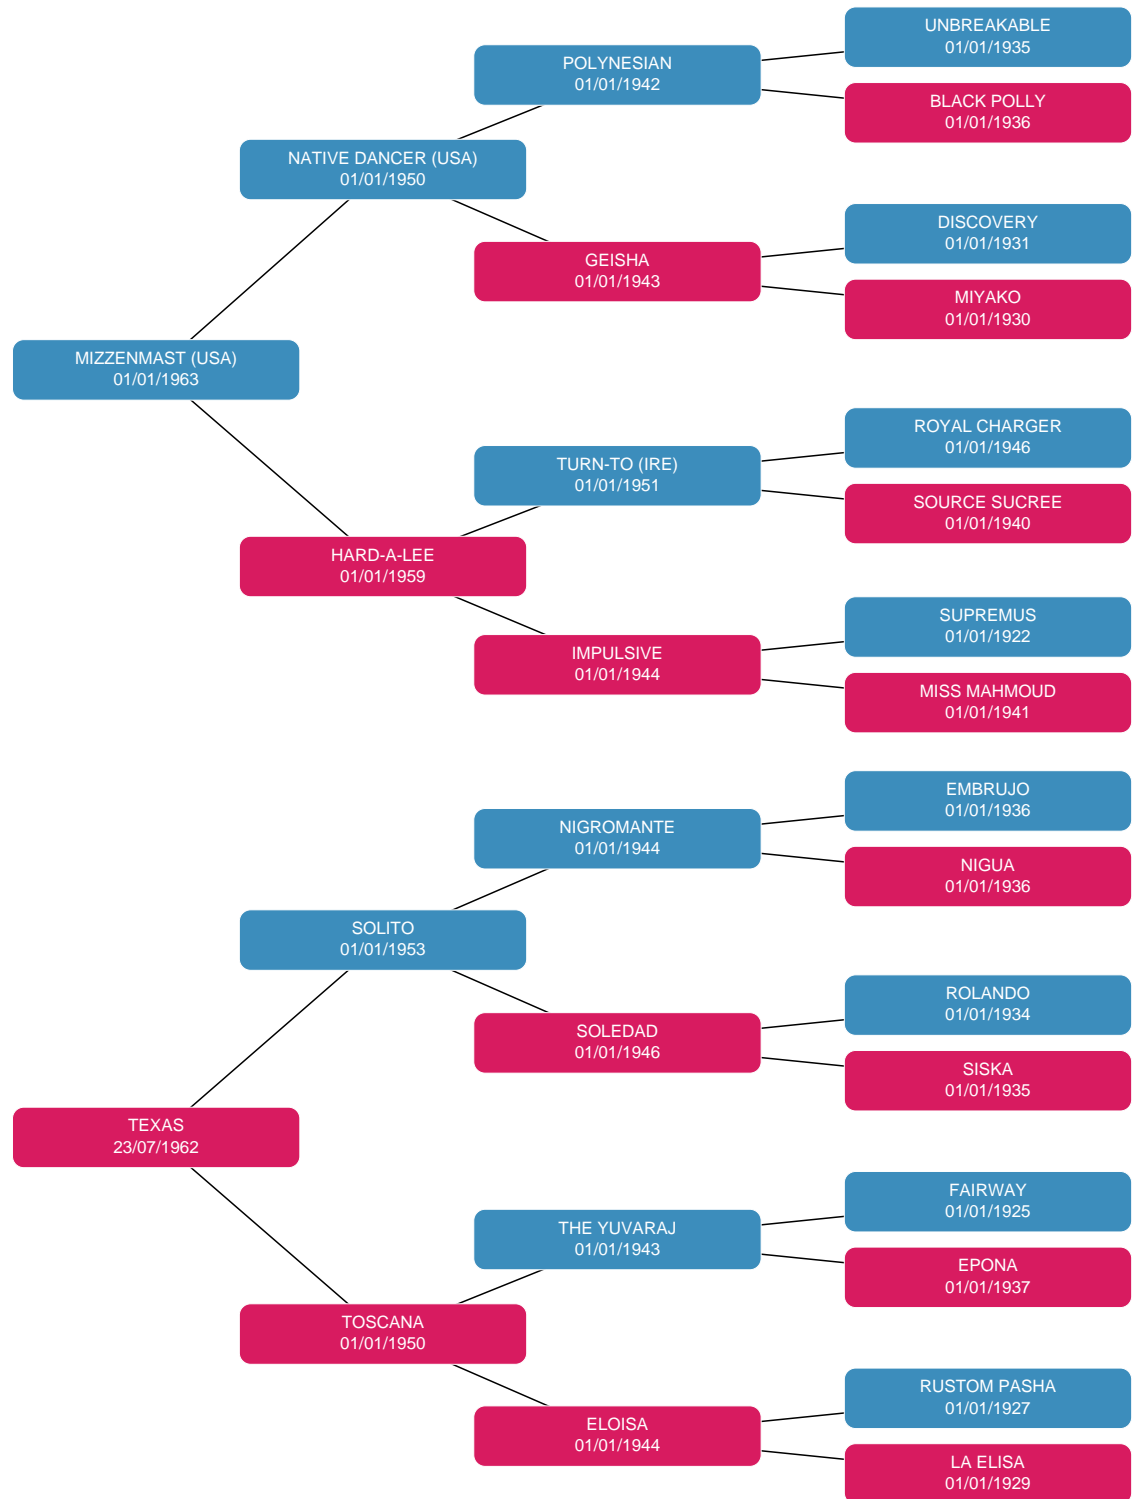 UNBREAKABLE
01/01/1935
POLYNESIAN
01/01/1942
BLACK POLLY
01/01/1936
NATIVE DANCER (USA)
01/01/1950
DISCOVERY
01/01/1931
GEISHA
01/01/1943
MIYAKO
01/01/1930
MIZZENMAST (USA)
01/01/1963
ROYAL CHARGER
01/01/1946
TURN-TO (IRE)
01/01/1951
SOURCE SUCREE
01/01/1940
HARD-A-LEE
01/01/1959
SUPREMUS
01/01/1922
IMPULSIVE
01/01/1944
MISS MAHMOUD
01/01/1941
EMBRUJO
01/01/1936
NIGROMANTE
01/01/1944
NIGUA
01/01/1936
SOLITO
01/01/1953
ROLANDO
01/01/1934
SOLEDAD
01/01/1946
SISKA
01/01/1935
TEXAS
23/07/1962
FAIRWAY
01/01/1925
THE YUVARAJ
01/01/1943
EPONA
01/01/1937
TOSCANA
01/01/1950
RUSTOM PASHA
01/01/1927
ELOISA
01/01/1944
LA ELISA
01/01/1929